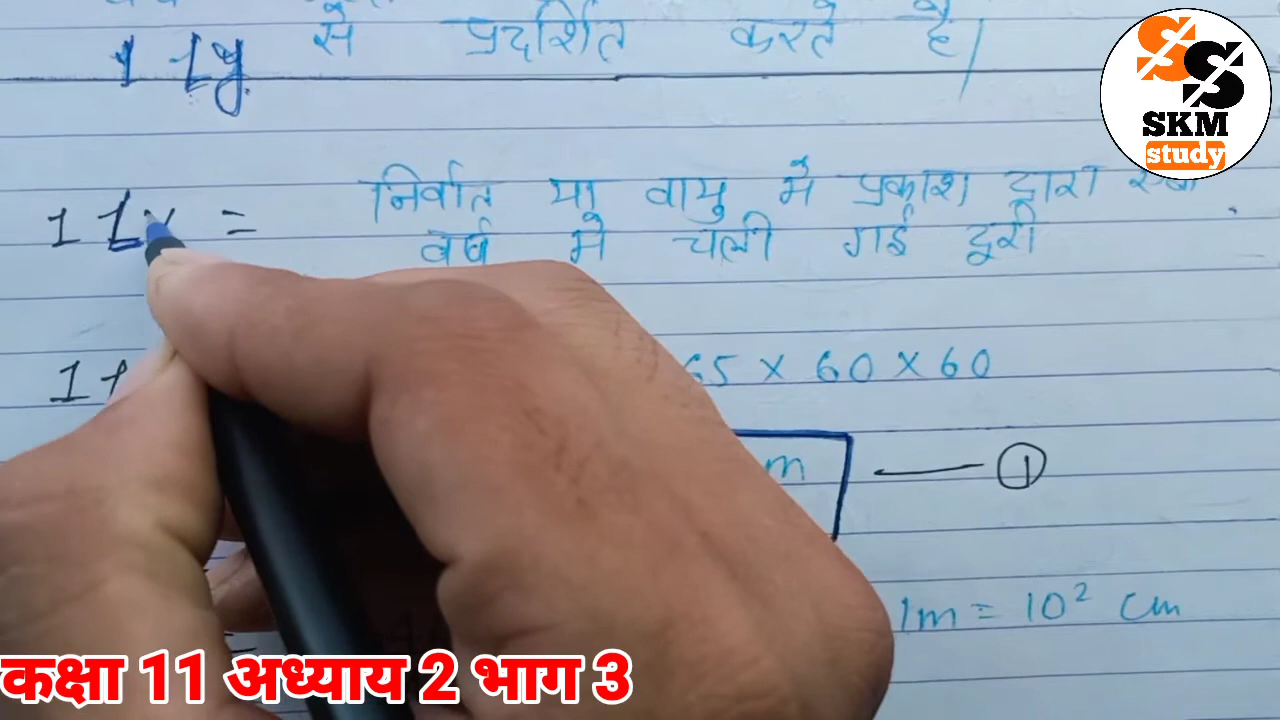 से प्रदर्शित करते है।
1 ly
1 ly = निर्वात या वायु मे प्रकाश द्वारा एक
वर्ष मे चली गई दूरी
65 × 60 × 60
m ——— ①
1m = 10² cm
SS
SKM
study
कक्षा 11 अध्याय 2 भाग 3